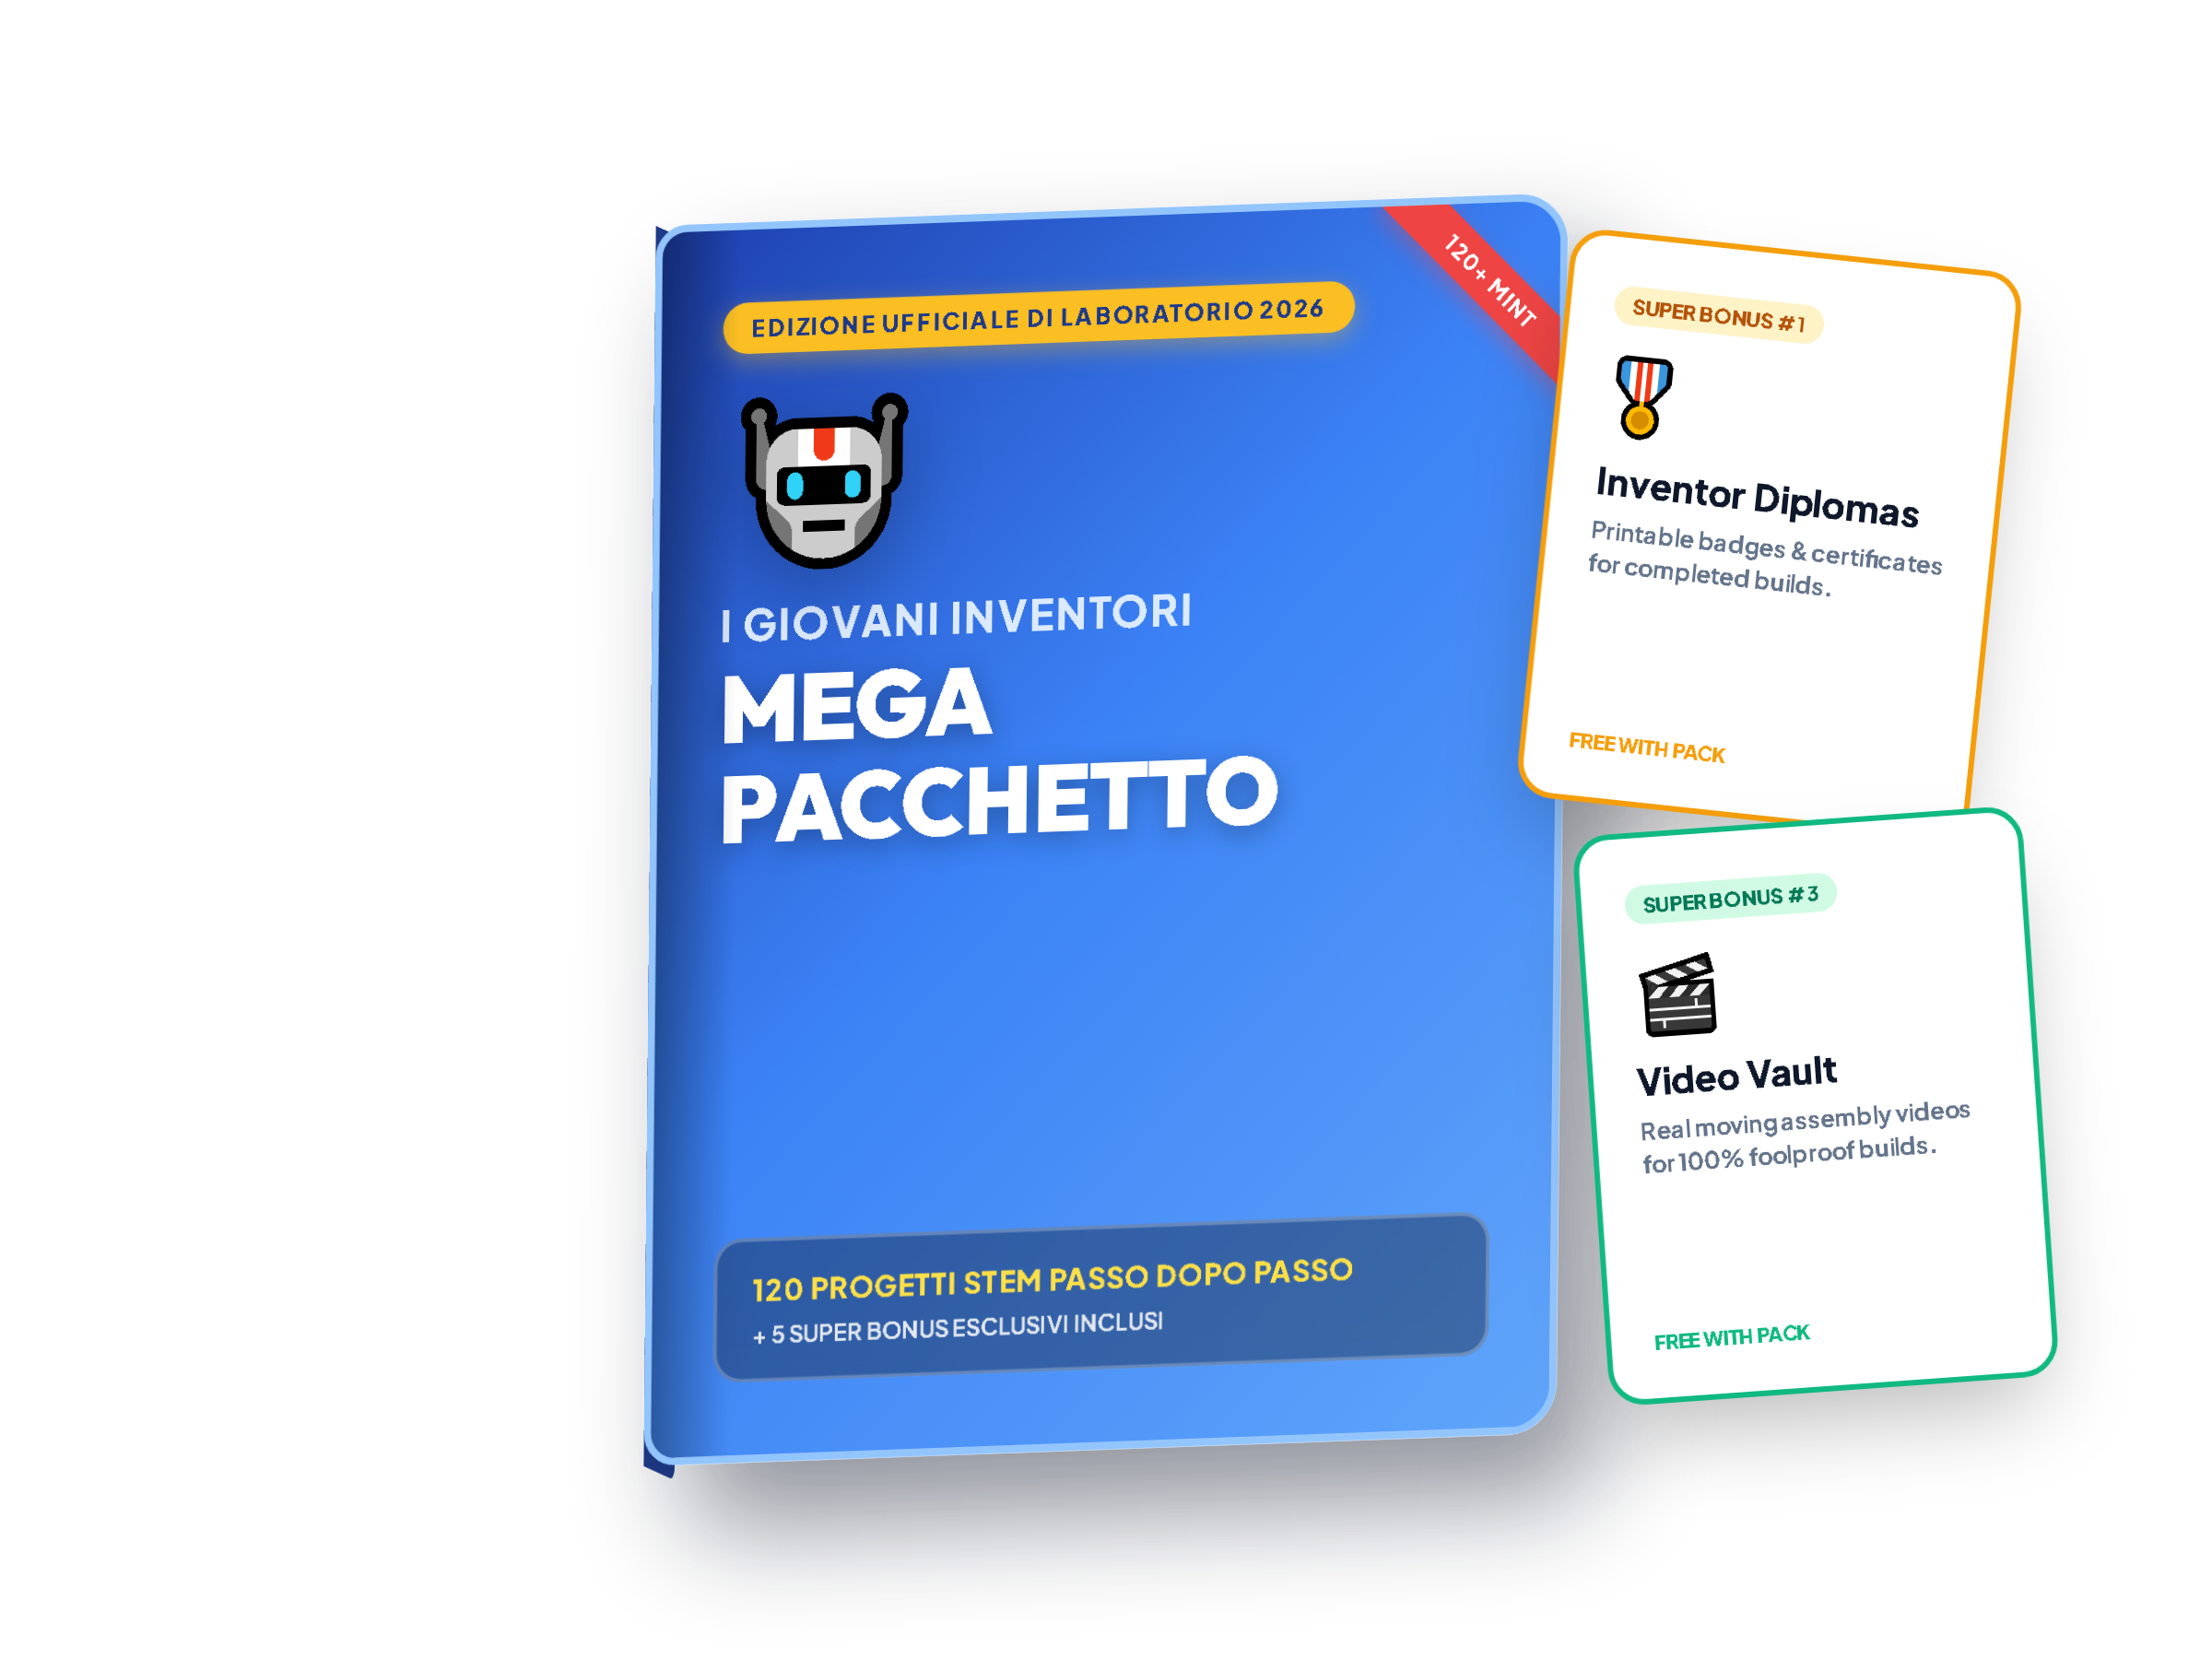 EDIZIONE UFFICIALE DI LABORATORIO 2026
120+ MINT
I GIOVANI INVENTORI
MEGA
PACCHETTO
120 PROGETTI STEM PASSO DOPO PASSO
+ 5 SUPER BONUS ESCLUSIVI INCLUSI
SUPER BONUS #1
Inventor Diplomas
Printable badges & certificates
for completed builds.
FREE WITH PACK
SUPER BONUS #3
Video Vault
Real moving assembly videos
for 100% foolproof builds.
FREE WITH PACK